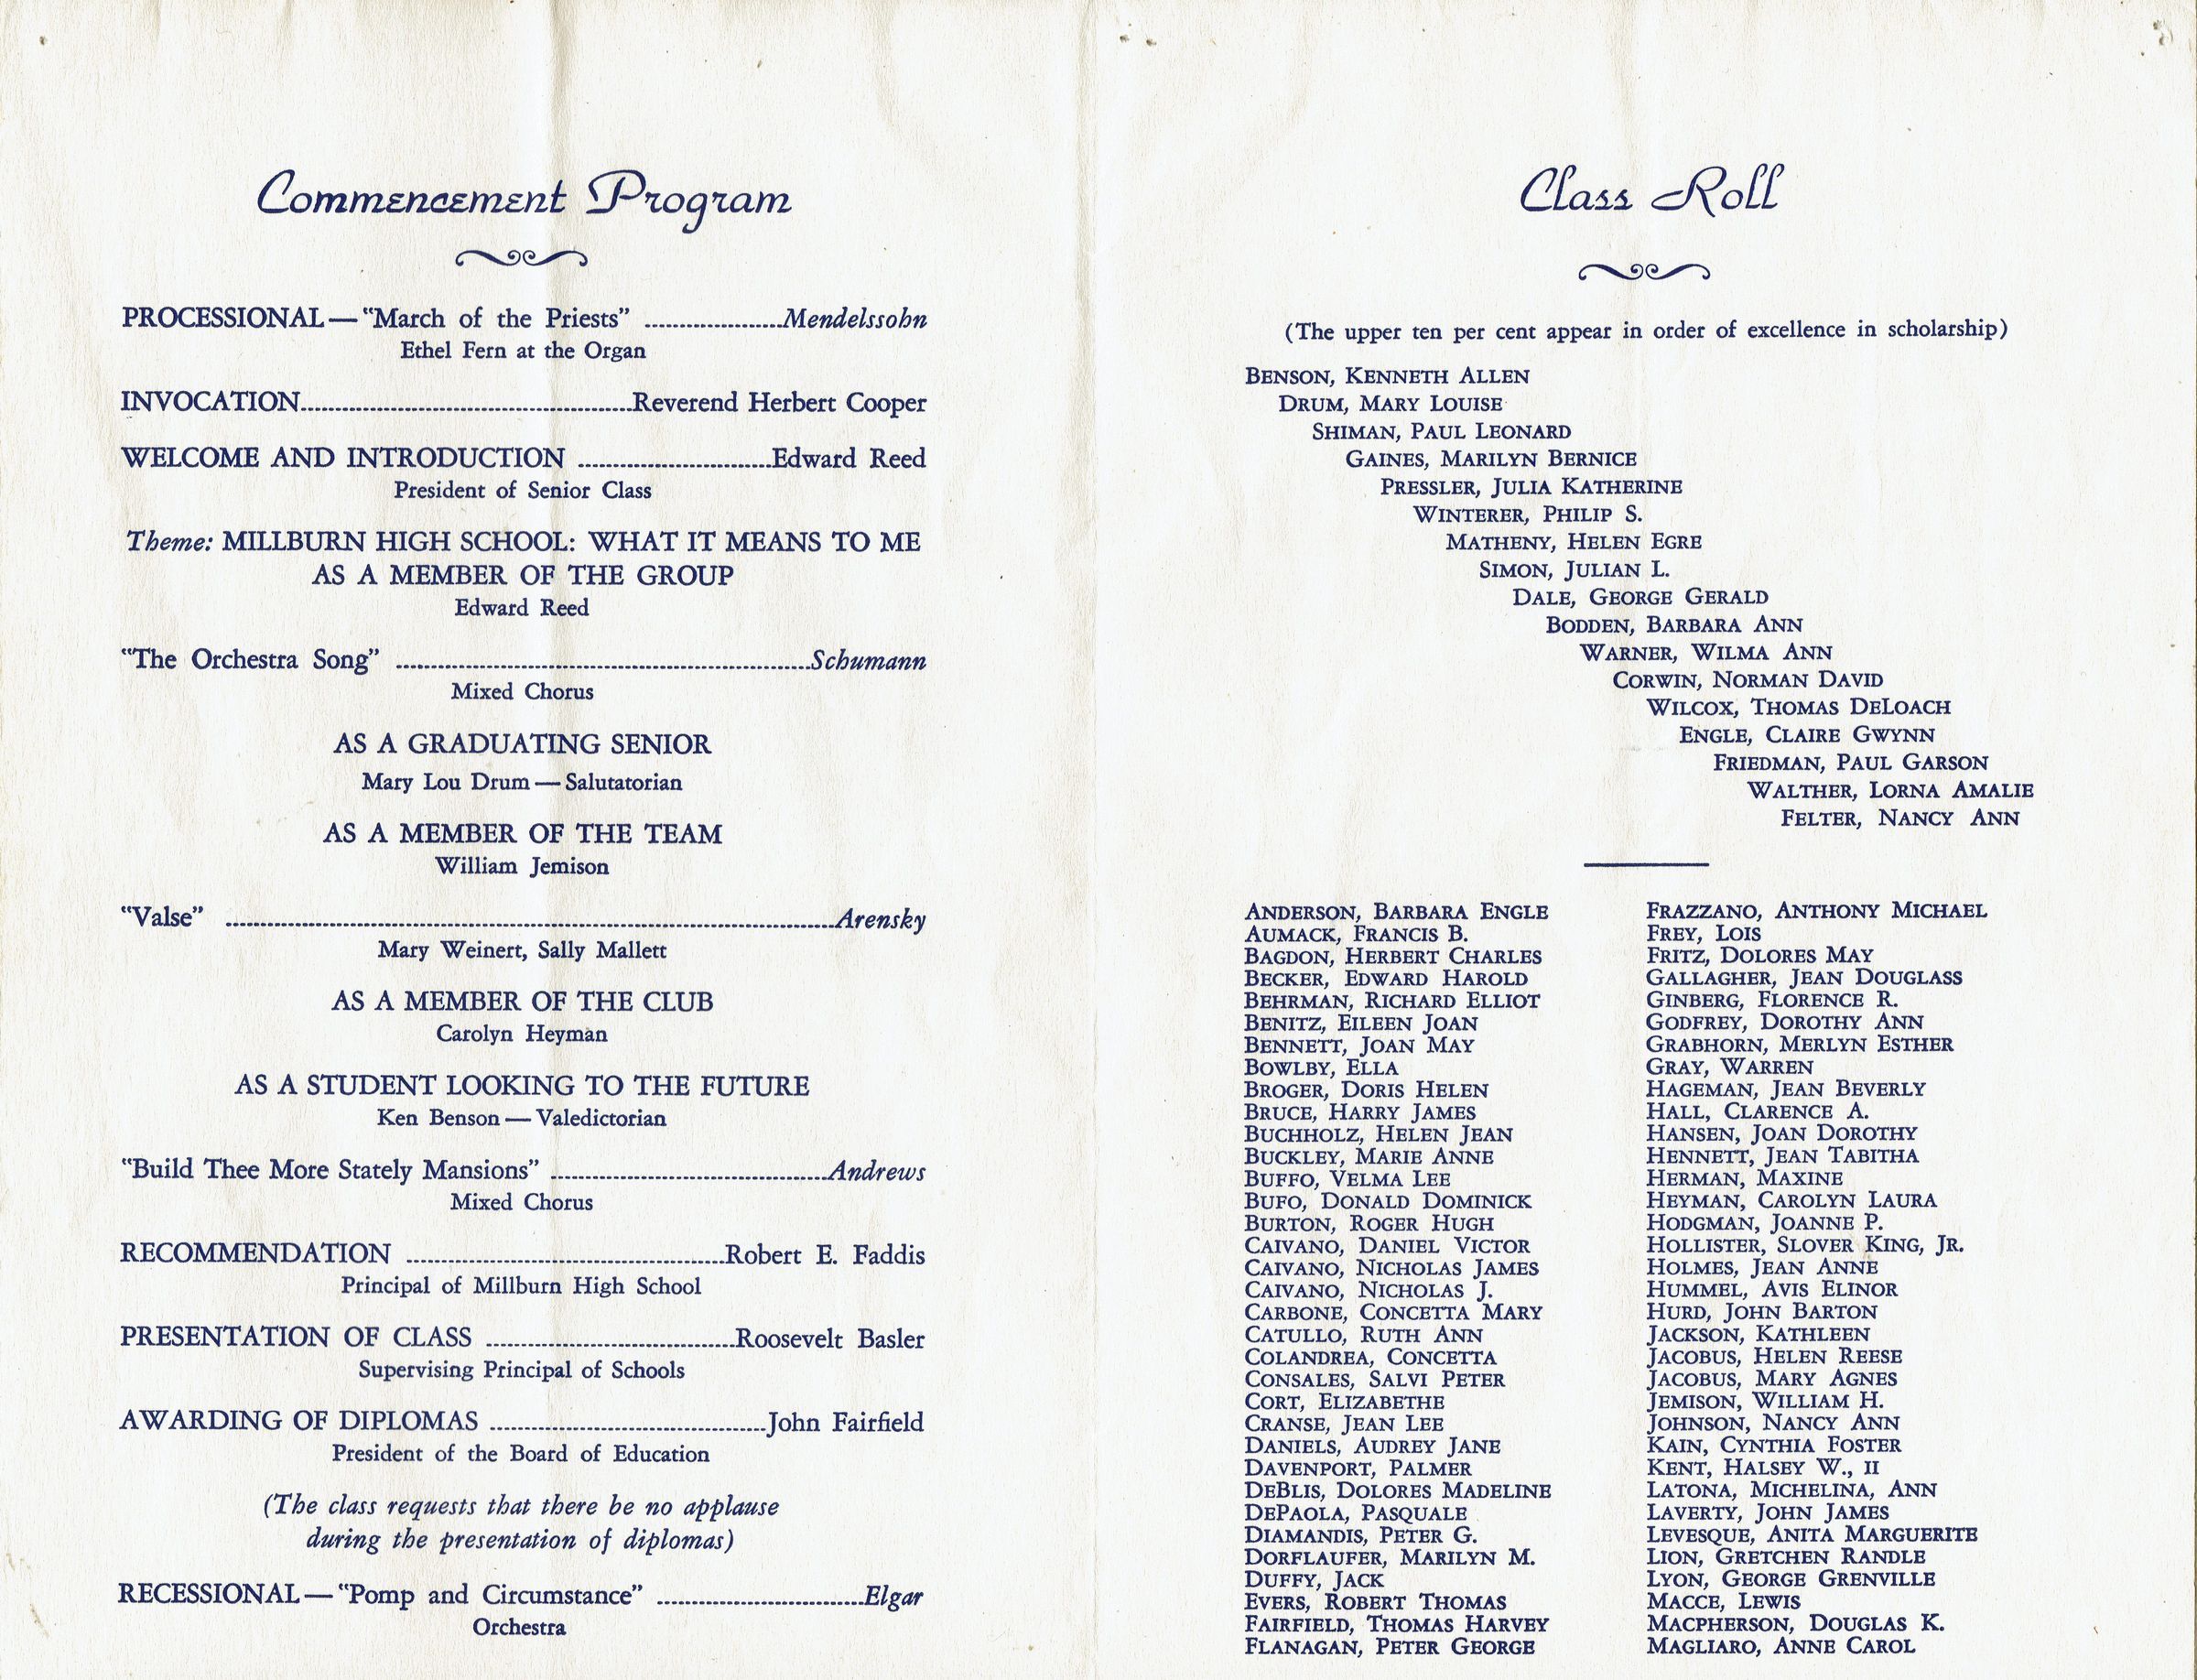 Commencement Program
PROCESSIONAL—"March of the Priests" ....................Mendelssohn
Ethel Fern at the Organ
INVOCATION................................................Reverend Herbert Cooper
WELCOME AND INTRODUCTION ............................Edward Reed
President of Senior Class
Theme: MILLBURN HIGH SCHOOL: WHAT IT MEANS TO ME
AS A MEMBER OF THE GROUP
Edward Reed
"The Orchestra Song" ............................................................Schumann
Mixed Chorus
AS A GRADUATING SENIOR
Mary Lou Drum—Salutatorian
AS A MEMBER OF THE TEAM
William Jemison
"Valse" ........................................................................................Arensky
Mary Weinert, Sally Mallett
AS A MEMBER OF THE CLUB
Carolyn Heyman
AS A STUDENT LOOKING TO THE FUTURE
Ken Benson—Valedictorian
"Build Thee More Stately Mansions" ........................................Andrews
Mixed Chorus
RECOMMENDATION ..............................................Robert E. Faddis
Principal of Millburn High School
PRESENTATION OF CLASS ....................................Roosevelt Basler
Supervising Principal of Schools
AWARDING OF DIPLOMAS ........................................John Fairfield
President of the Board of Education
(The class requests that there be no applause
during the presentation of diplomas)
RECESSIONAL—"Pomp and Circumstance" ..............................Elgar
Orchestra
Class Roll
(The upper ten per cent appear in order of excellence in scholarship)
BENSON, KENNETH ALLEN
DRUM, MARY LOUISE
SHIMAN, PAUL LEONARD
GAINES, MARILYN BERNICE
PRESSLER, JULIA KATHERINE
WINTERER, PHILIP S.
MATHENY, HELEN EGRE
SIMON, JULIAN L.
DALE, GEORGE GERALD
BODDEN, BARBARA ANN
WARNER, WILMA ANN
CORWIN, NORMAN DAVID
WILCOX, THOMAS DELOACH
ENGLE, CLAIRE GWYNN
FRIEDMAN, PAUL GARSON
WALTHER, LORNA AMALIE
FELTER, NANCY ANN
ANDERSON, BARBARA ENGLE
AUMACK, FRANCIS B.
BAGDON, HERBERT CHARLES
BECKER, EDWARD HAROLD
BEHRMAN, RICHARD ELLIOT
BENITZ, EILEEN JOAN
BENNETT, JOAN MAY
BOWLBY, ELLA
BROGER, DORIS HELEN
BRUCE, HARRY JAMES
BUCHHOLZ, HELEN JEAN
BUCKLEY, MARIE ANNE
BUFFO, VELMA LEE
BUFO, DONALD DOMINICK
BURTON, ROGER HUGH
CAIVANO, DANIEL VICTOR
CAIVANO, NICHOLAS JAMES
CAIVANO, NICHOLAS J.
CARBONE, CONCETTA MARY
CATULLO, RUTH ANN
COLANDREA, CONCETTA
CONSALES, SALVI PETER
CORT, ELIZABETHE
CRANSE, JEAN LEE
DANIELS, AUDREY JANE
DAVENPORT, PALMER
DEBLIS, DOLORES MADELINE
DEPAOLA, PASQUALE
DIAMANDIS, PETER G.
DORFLAUFER, MARILYN M.
DUFFY, JACK
EVERS, ROBERT THOMAS
FAIRFIELD, THOMAS HARVEY
FLANAGAN, PETER GEORGE
FRAZZANO, ANTHONY MICHAEL
FREY, LOIS
FRITZ, DOLORES MAY
GALLAGHER, JEAN DOUGLASS
GINBERG, FLORENCE R.
GODFREY, DOROTHY ANN
GRABHORN, MERLYN ESTHER
GRAY, WARREN
HAGEMAN, JEAN BEVERLY
HALL, CLARENCE A.
HANSEN, JOAN DOROTHY
HENNETT, JEAN TABITHA
HERMAN, MAXINE
HEYMAN, CAROLYN LAURA
HODGMAN, JOANNE P.
HOLLISTER, SLOVER KING, JR.
HOLMES, JEAN ANNE
HUMMEL, AVIS ELINOR
HURD, JOHN BARTON
JACKSON, KATHLEEN
JACOBUS, HELEN REESE
JACOBUS, MARY AGNES
JEMISON, WILLIAM H.
JOHNSON, NANCY ANN
KAIN, CYNTHIA FOSTER
KENT, HALSEY W., II
LATONA, MICHELINA, ANN
LAVERTY, JOHN JAMES
LEVESQUE, ANITA MARGUERITE
LION, GRETCHEN RANDLE
LYON, GEORGE GRENVILLE
MACCE, LEWIS
MACPHERSON, DOUGLAS K.
MAGLIARO, ANNE CAROL